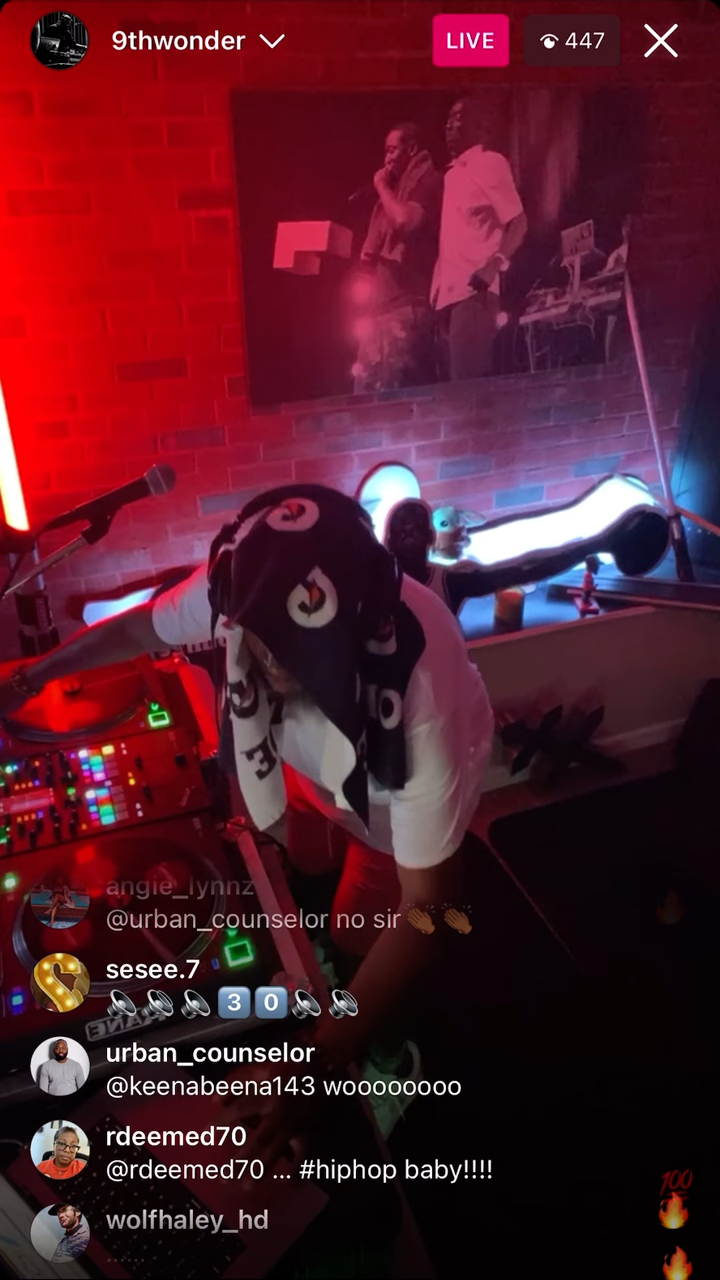 9thwonder
LIVE
447
angie_lynnz
@urban_counselor no sir👏👏
sesee.7
🔈🔊🔈3️⃣0️⃣🔈🔊
urban_counselor
@keenabeena143 woooooooo
rdeemed70
@rdeemed70 ... #hiphop baby!!!!
wolfhaley_hd
......
💯
🔥
🔥